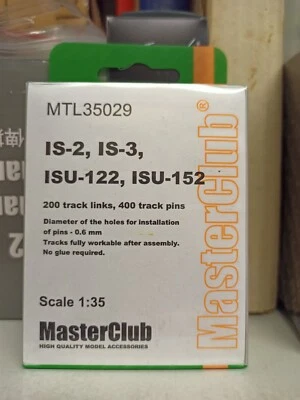 MTL35029
IS-2, IS-3,
ISU-122, ISU-152
200 track links, 400 track pins
Diameter of the holes for installation
of pins - 0.6 mm
Tracks fully workable after assembly.
No glue required.
Scale 1:35
MasterClub
HIGH QUALITY MODEL ACCESSORIES
MasterClub®